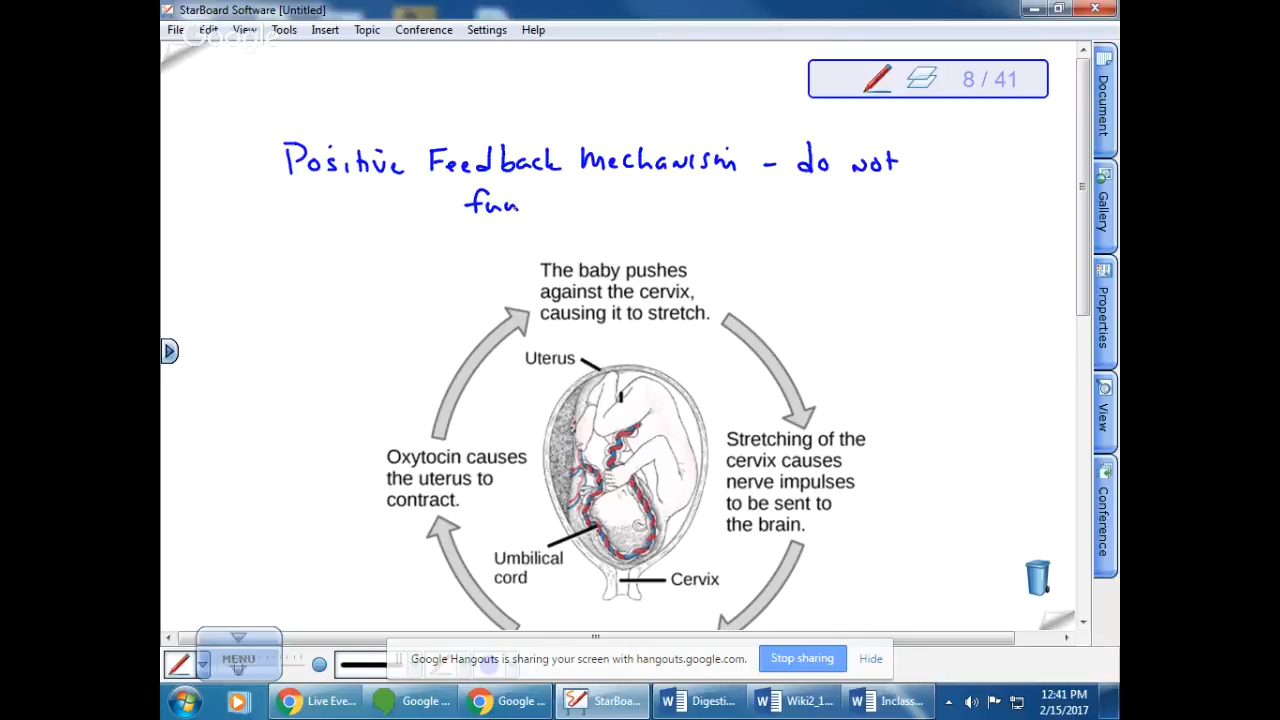 StarBoard Software [Untitled]
File Edit View Tools Insert Topic Conference Settings Help
Google
8 / 41
Positive Feedback Mechanism - do not
fun
The baby pushes
against the cervix,
causing it to stretch.
Uterus
Stretching of the
cervix causes
nerve impulses
to be sent to
the brain.
Oxytocin causes
the uterus to
contract.
Umbilical
cord
Cervix
Document
Gallery
Properties
View
Conference
MENU
Google Hangouts is sharing your screen with hangouts.google.com. Stop sharing Hide
Live Eve... Google ... Google ... StarBoa... Digesti... Wiki2_1... Inclass... 12:41 PM
2/15/2017